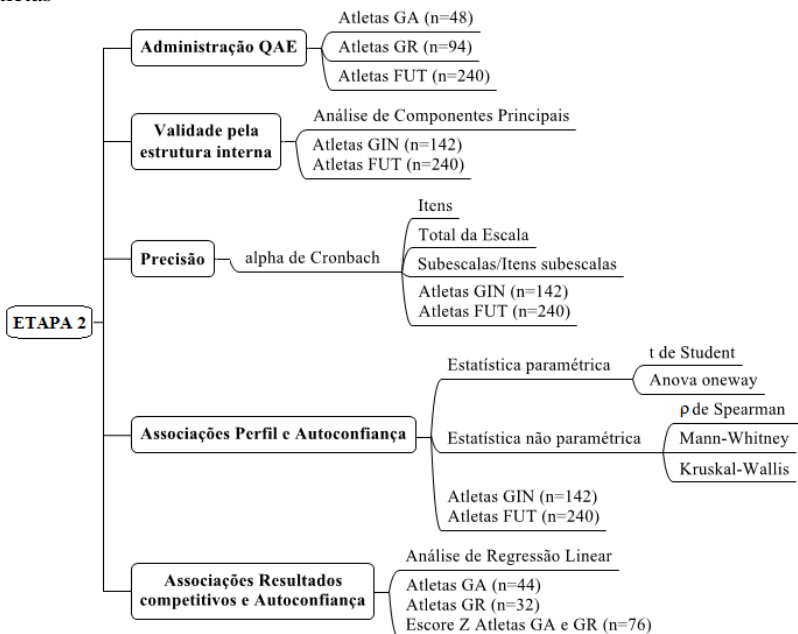 ETAPA 2
Administração QAE
Atletas GA (n=48)
Atletas GR (n=94)
Atletas FUT (n=240)
Validade pela
estrutura interna
Análise de Componentes Principais
Atletas GIN (n=142)
Atletas FUT (n=240)
Precisão
alpha de Cronbach
Itens
Total da Escala
Subescalas/Itens subescalas
Atletas GIN (n=142)
Atletas FUT (n=240)
Associações Perfil e Autoconfiança
Estatística paramétrica
t de Student
Anova oneway
Estatística não paramétrica
ρ de Spearman
Mann-Whitney
Kruskal-Wallis
Atletas GIN (n=142)
Atletas FUT (n=240)
Associações Resultados
competitivos e Autoconfiança
Análise de Regressão Linear
Atletas GA (n=44)
Atletas GR (n=32)
Escore Z Atletas GA e GR (n=76)